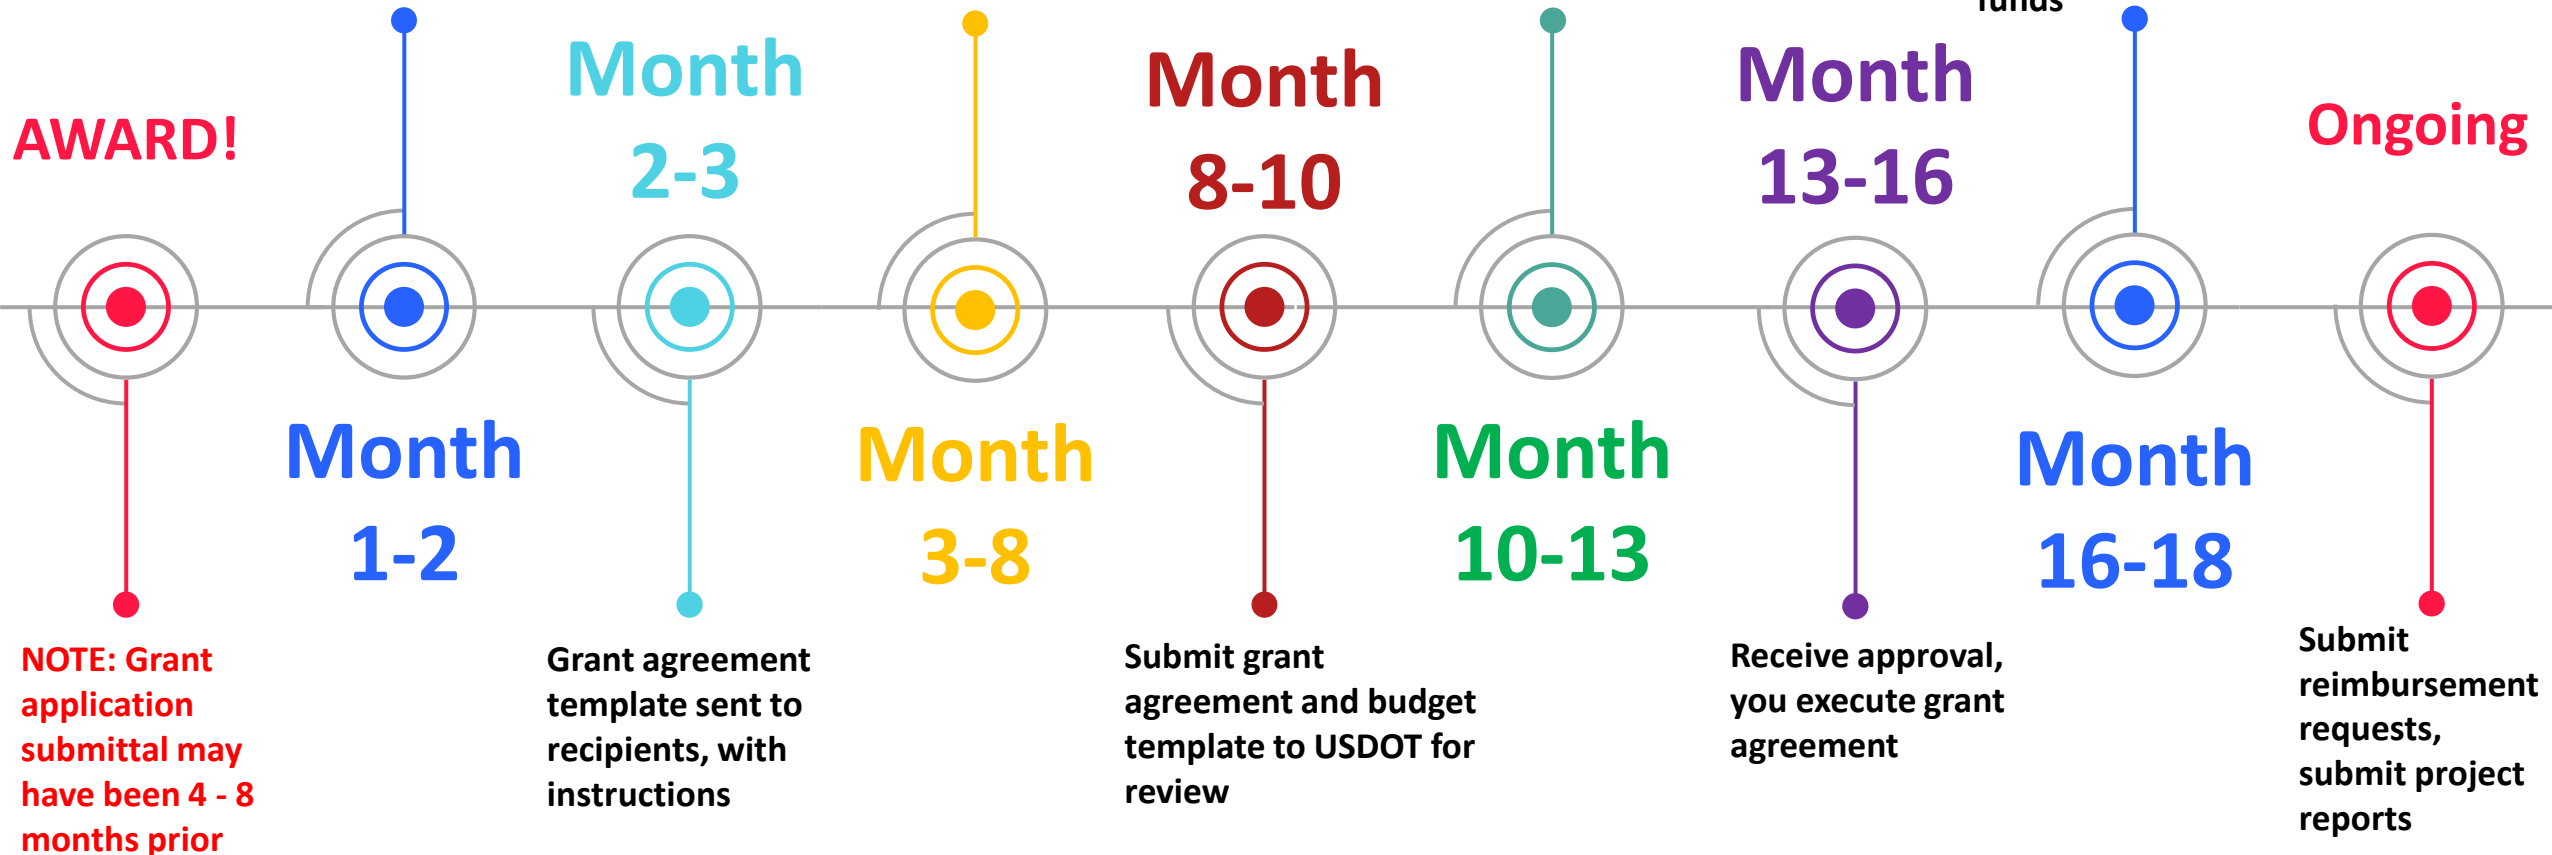 funds
AWARD!
NOTE: Grant
application
submittal may
have been 4 - 8
months prior
Month
1-2
Month
2-3
Grant agreement
template sent to
recipients, with
instructions
Month
3-8
Month
8-10
Submit grant
agreement and budget
template to USDOT for
review
Month
10-13
Month
13-16
Receive approval,
you execute grant
agreement
Month
16-18
Ongoing
Submit
reimbursement
requests,
submit project
reports